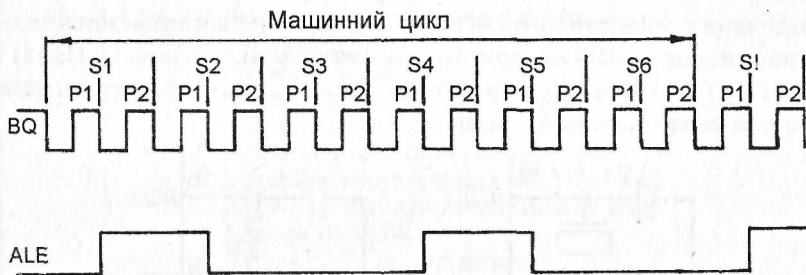 Машинний цикл
S1 S2 S3 S4 S5 S6 S1
P1 P2 P1 P2 P1 P2 P1 P2 P1 P2 P1 P2 P1 P2
BQ
ALE